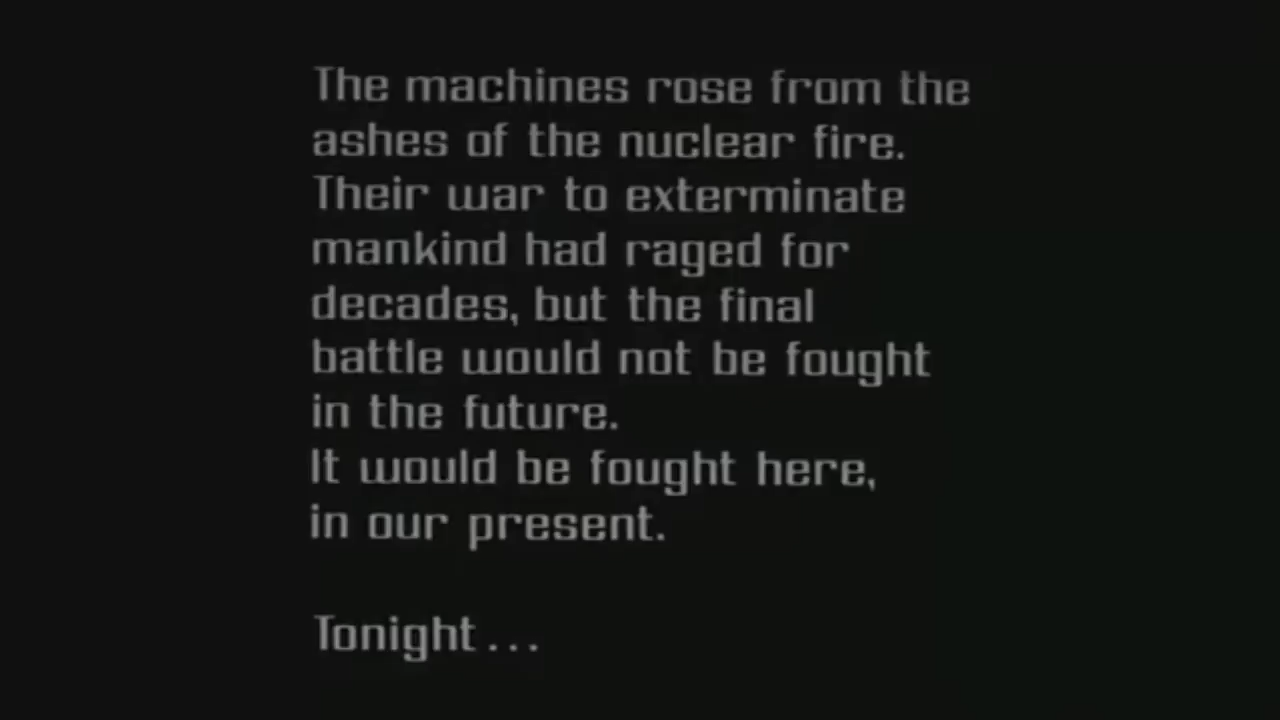 The machines rose from the
ashes of the nuclear fire.
Their war to exterminate
mankind had raged for
decades, but the final
battle would not be fought
in the future.
It would be fought here,
in our present.
Tonight...